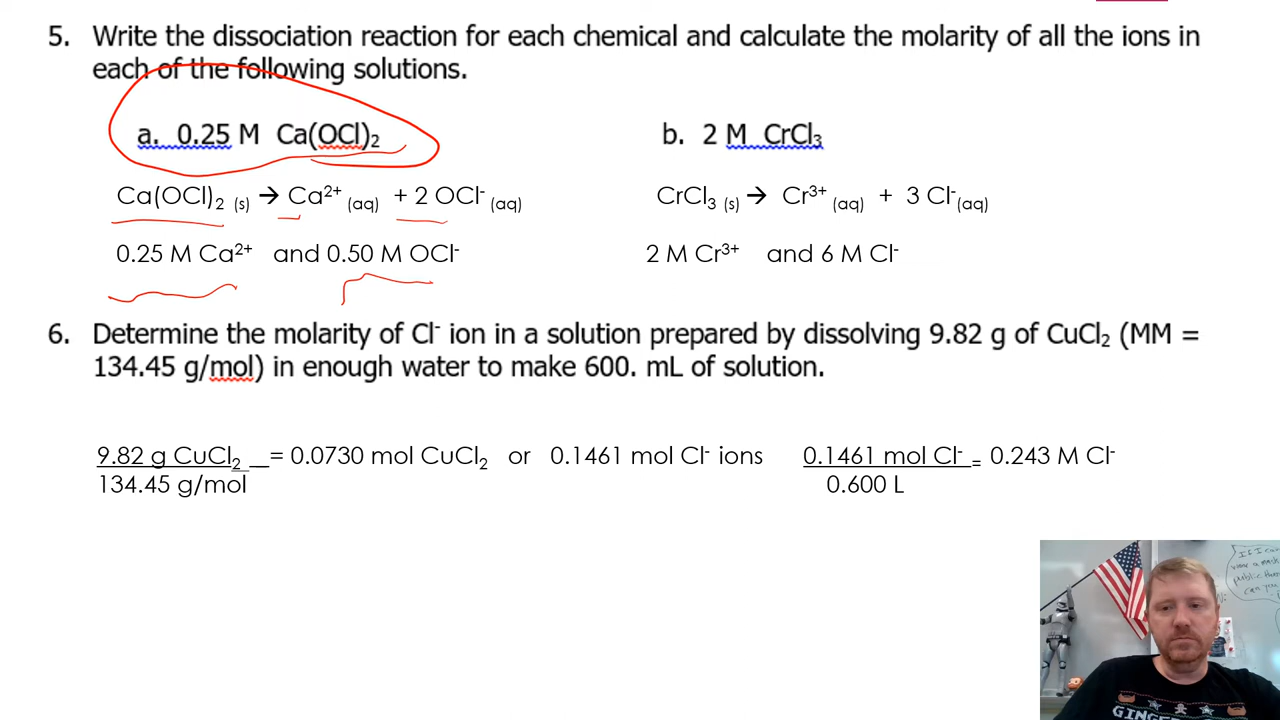 5. Write the dissociation reaction for each chemical and calculate the molarity of all the ions in
each of the following solutions.
a. 0.25 M Ca(OCl)₂
b. 2 M CrCl₃
Ca(OCl)₂ (s) → Ca²⁺ (aq) + 2 OCl⁻ (aq)
CrCl₃ (s) → Cr³⁺ (aq) + 3 Cl⁻ (aq)
0.25 M Ca²⁺ and 0.50 M OCl⁻
2 M Cr³⁺ and 6 M Cl⁻
6. Determine the molarity of Cl⁻ ion in a solution prepared by dissolving 9.82 g of CuCl₂ (MM =
134.45 g/mol) in enough water to make 600. mL of solution.
9.82 g CuCl₂ = 0.0730 mol CuCl₂ or 0.1461 mol Cl⁻ ions
134.45 g/mol
0.1461 mol Cl⁻ = 0.243 M Cl⁻
0.600 L
If I can
public
can you